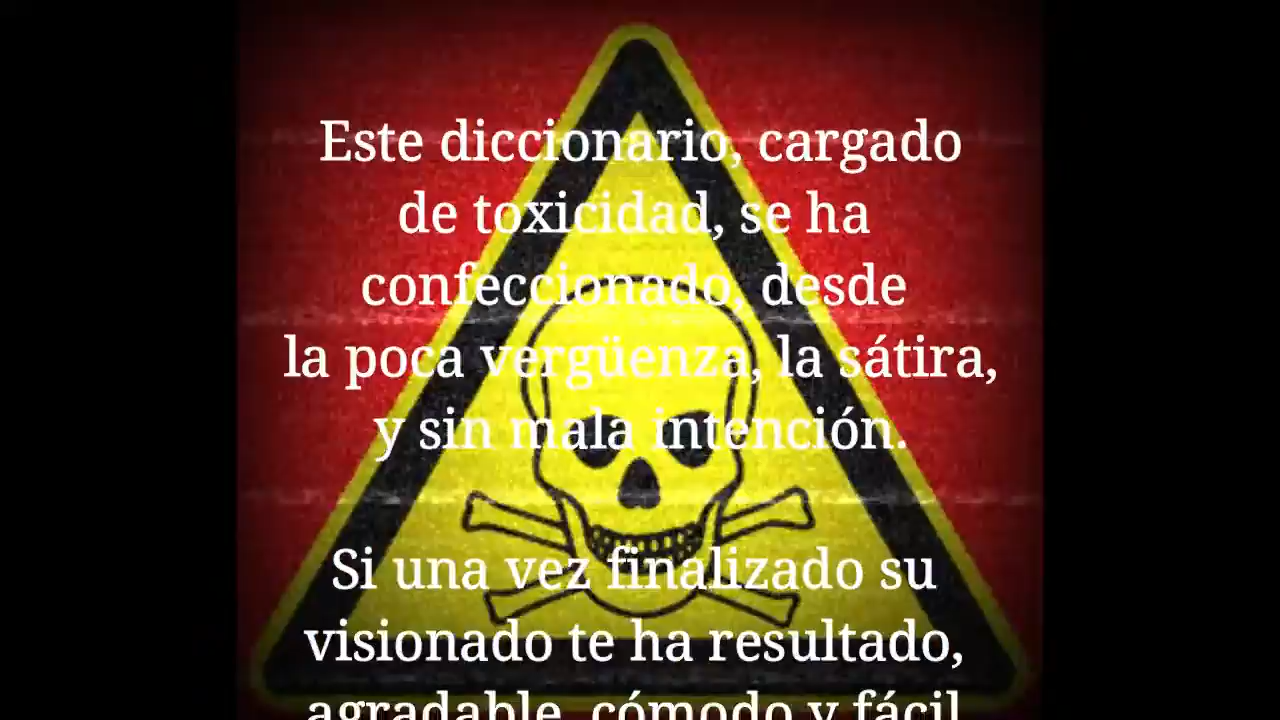 Este diccionario, cargado
de toxicidad, se ha
confeccionado, desde
la poca vergüenza, la sátira,
y sin mala intención.
Si una vez finalizado su
visionado te ha resultado,
agradable, cómodo y fácil